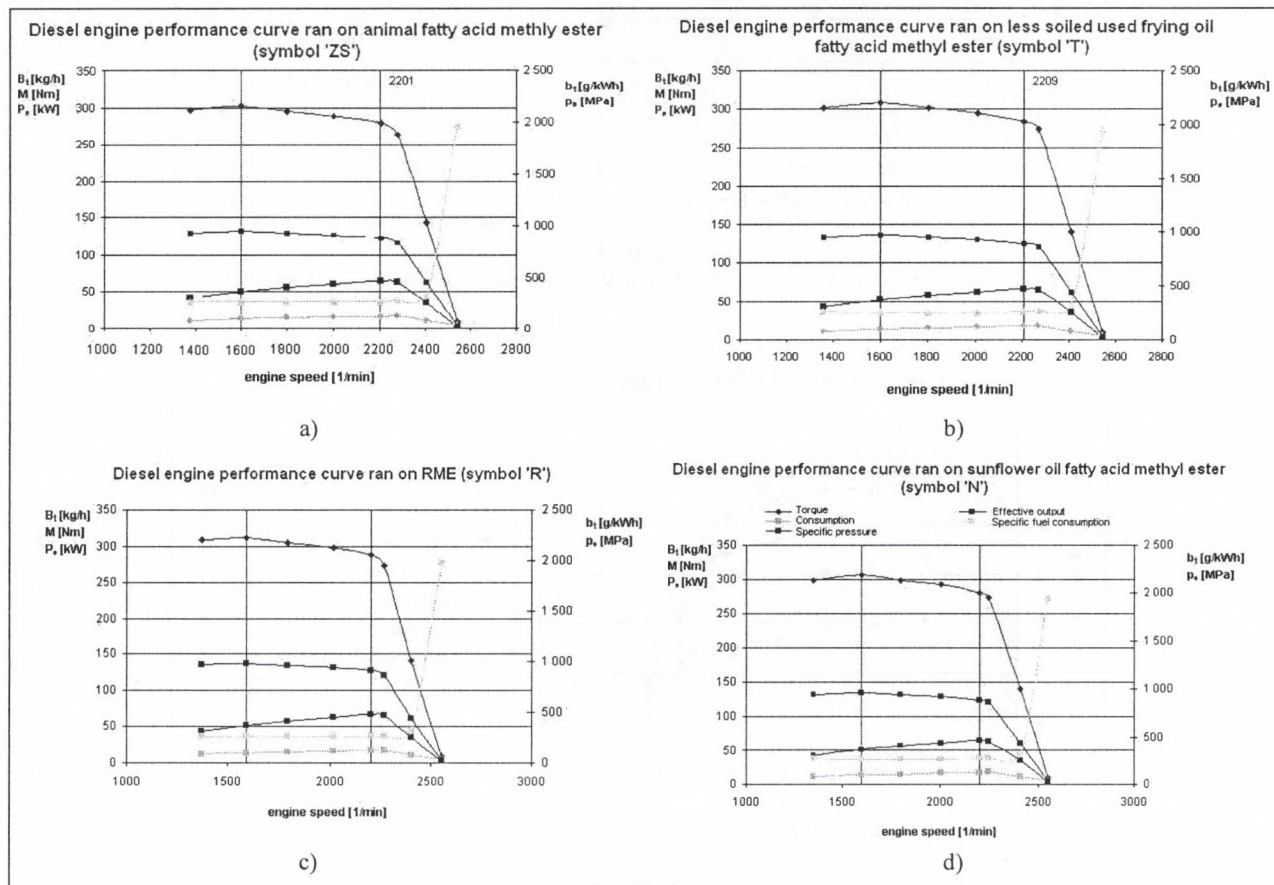 Diesel engine performance curve ran on animal fatty acid methly ester
(symbol 'ZS')
Bt [kg/h]
M [Nm]
Pe [kW]
bt [g/kWh]
pe [MPa]
2201
350
300
250
200
150
100
50
0
2 500
2 000
1 500
1 000
500
0
1000 1200 1400 1600 1800 2000 2200 2400 2600 2800
engine speed [1/min]
a)
Diesel engine performance curve ran on less soiled used frying oil
fatty acid methyl ester (symbol 'T')
Bt [kg/h]
M [Nm]
Pe [kW]
bt [g/kWh]
pe [MPa]
2209
350
300
250
200
150
100
50
0
2 500
2 000
1 500
1 000
500
0
1000 1200 1400 1600 1800 2000 2200 2400 2600 2800
engine speed [1/min]
b)
Diesel engine performance curve ran on RME (symbol 'R')
Bt [kg/h]
M [Nm]
Pe [kW]
bt [g/kWh]
pe [MPa]
350
300
250
200
150
100
50
0
2 500
2 000
1 500
1 000
500
0
1000 1500 2000 2500 3000
engine speed [1/min]
c)
Diesel engine performance curve ran on sunflower oil fatty acid methyl ester
(symbol 'N')
Torque
Effective output
Consumption
Specific fuel consumption
Specific pressure
Bt [kg/h]
M [Nm]
Pe [kW]
bt [g/kWh]
pe [MPa]
350
300
250
200
150
100
50
0
2 500
2 000
1 500
1 000
500
0
1000 1500 2000 2500 3000
engine speed [1/min]
d)